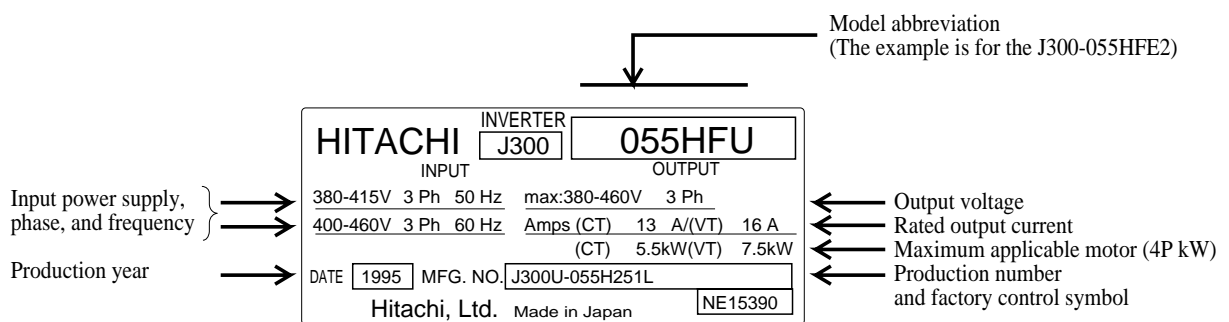 Model abbreviation
(The example is for the J300-055HFE2)
HITACHI INVERTER J300 055HFU
INPUT OUTPUT
Input power supply, phase, and frequency
380-415V 3 Ph 50 Hz max:380-460V 3 Ph Output voltage
400-460V 3 Ph 60 Hz Amps (CT) 13 A/(VT) 16 A Rated output current
(CT) 5.5kW(VT) 7.5kW Maximum applicable motor (4P kW)
Production year DATE 1995 MFG. NO. J300U-055H251L Production number
and factory control symbol
Hitachi, Ltd. Made in Japan NE15390